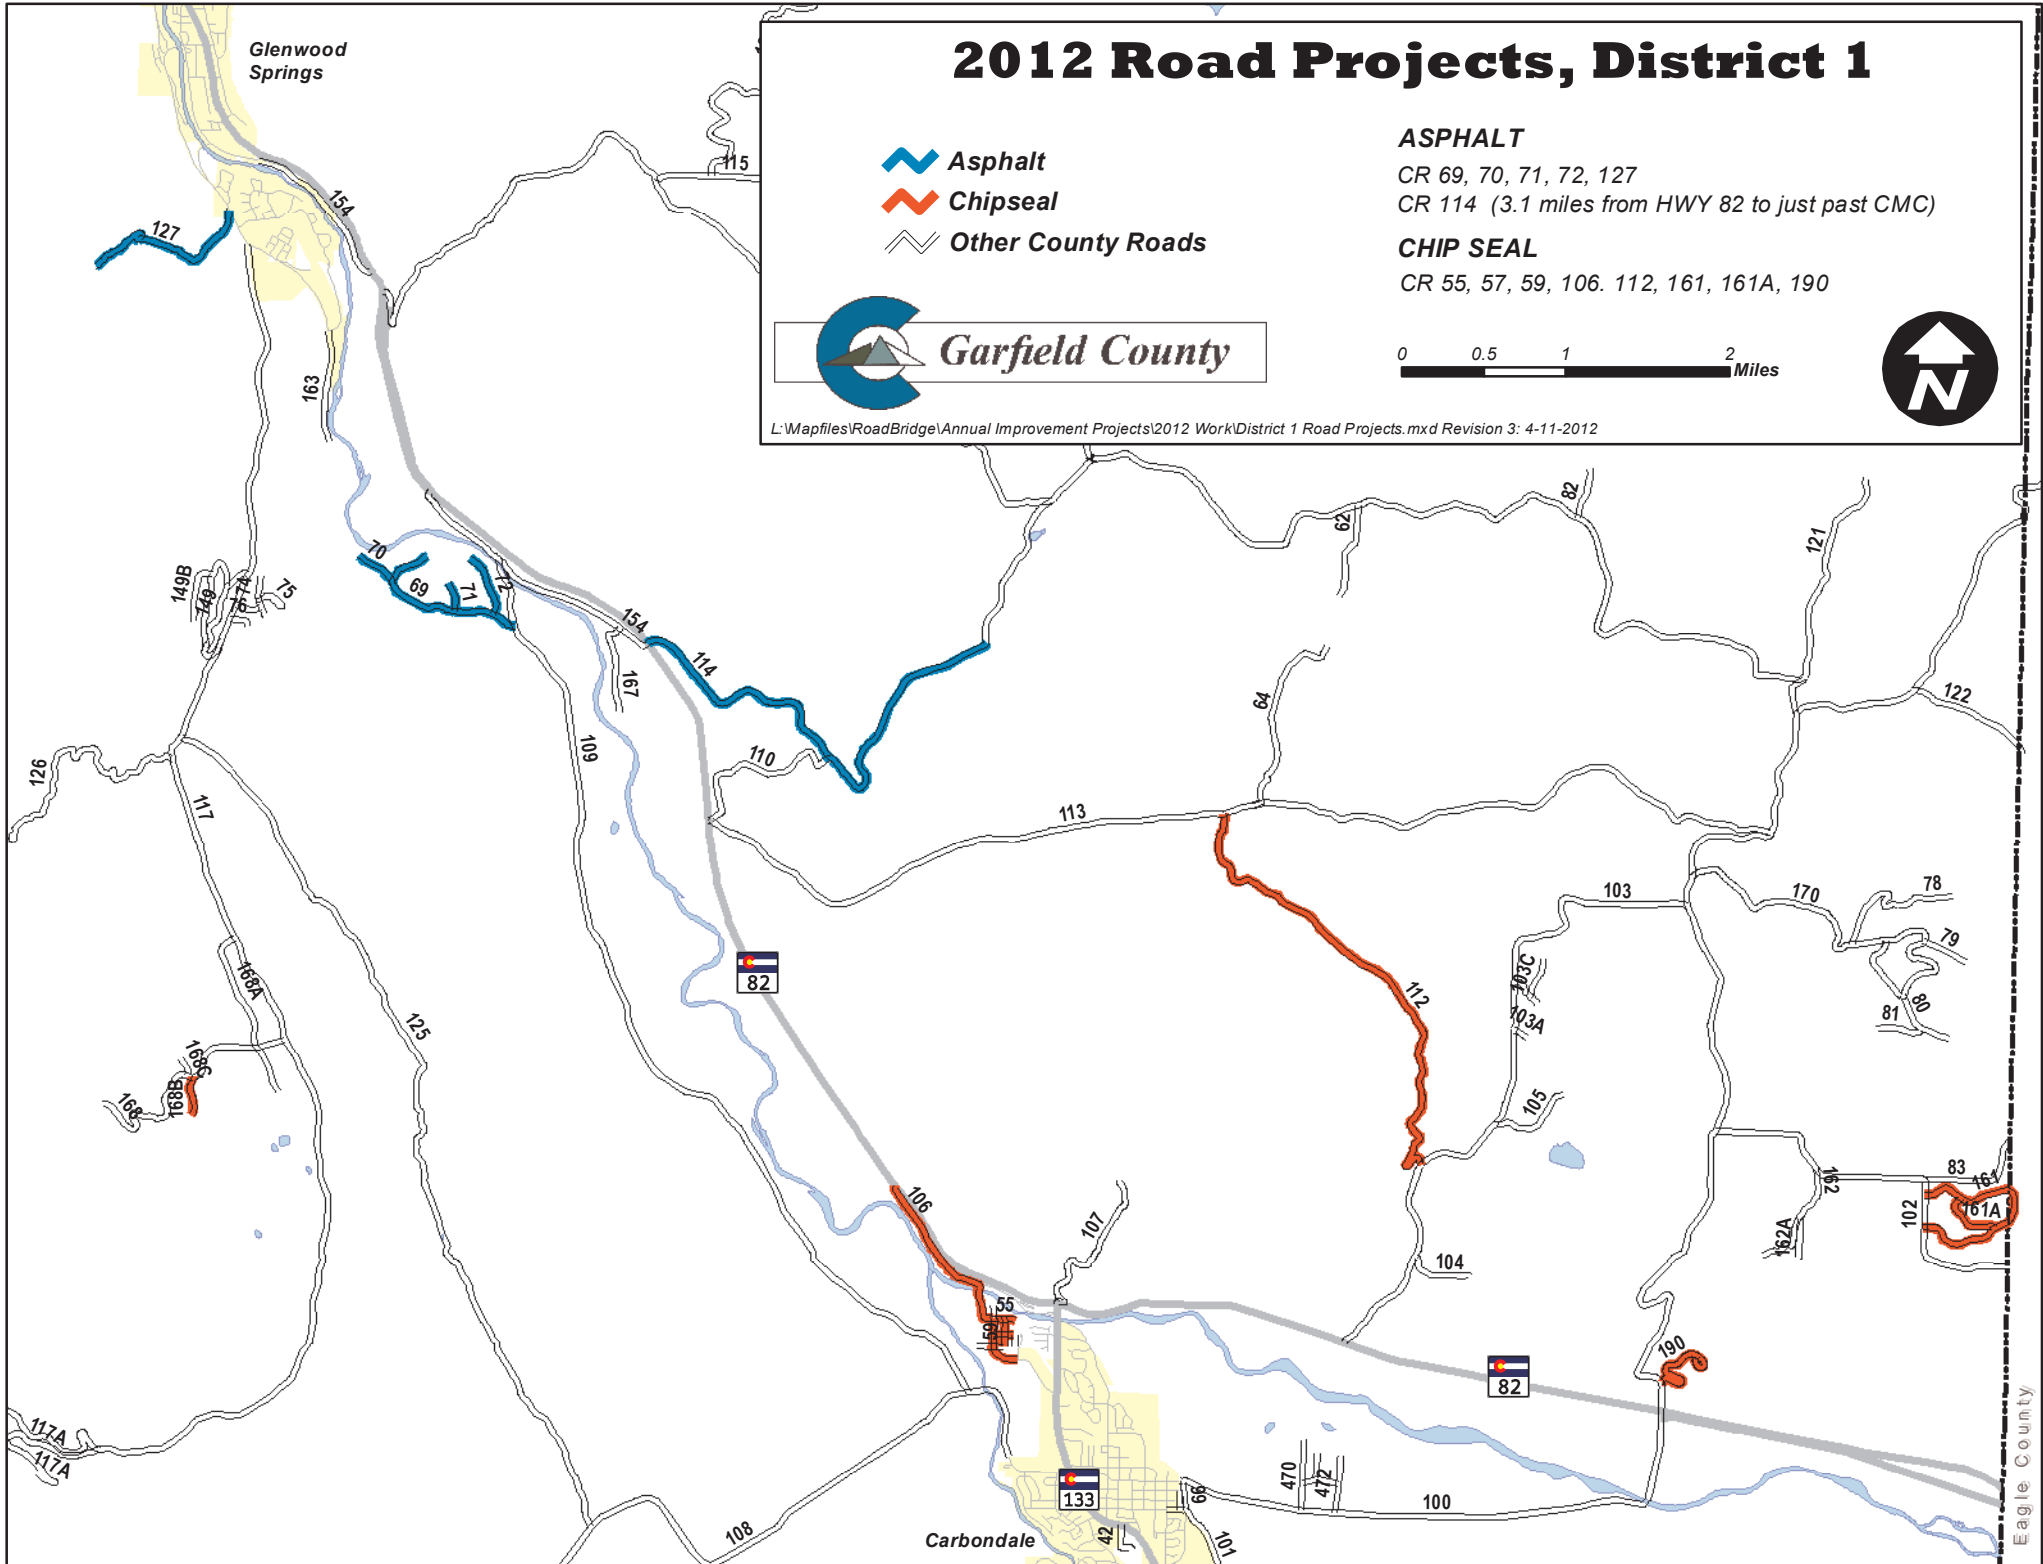 Glenwood
Springs
2012 Road Projects, District 1
Asphalt
Chipseal
Other County Roads
ASPHALT
CR 69, 70, 71, 72, 127
CR 114 (3.1 miles from HWY 82 to just past CMC)
CHIP SEAL
CR 55, 57, 59, 106. 112, 161, 161A, 190
Garfield County
0 0.5 1 2 Miles
N
L:\Mapfiles\RoadBridge\Annual Improvement Projects\2012 Work\District 1 Road Projects.mxd Revision 3: 4-11-2012
115
154
127
163
82
62
121
70
69
71
72
149B
149
75
154
114
167
64
122
110
109
126
117
113
103
170
78
79
80
81
82
168A
125
112
103C
103A
105
168C
168B
168
106
107
104
83
161
161A
162
162A
102
55
59
190
82
117A
117A
133
66
470
472
100
108
42
101
Carbondale
Eagle County